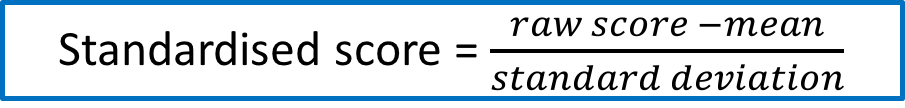 Standardised score = raw score −mean
standard deviation